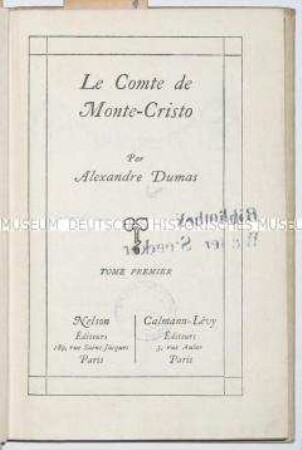 Le Comte de
Monte-Cristo
Par
Alexandre Dumas
MUSEUM DEUTSCHES HISTORISCHES MUSEUM
TOME PREMIER
Nelson
Éditeurs
189, rue Saint-Jacques
Paris
Calmann-Lévy
Éditeurs
3, rue Auber
Paris